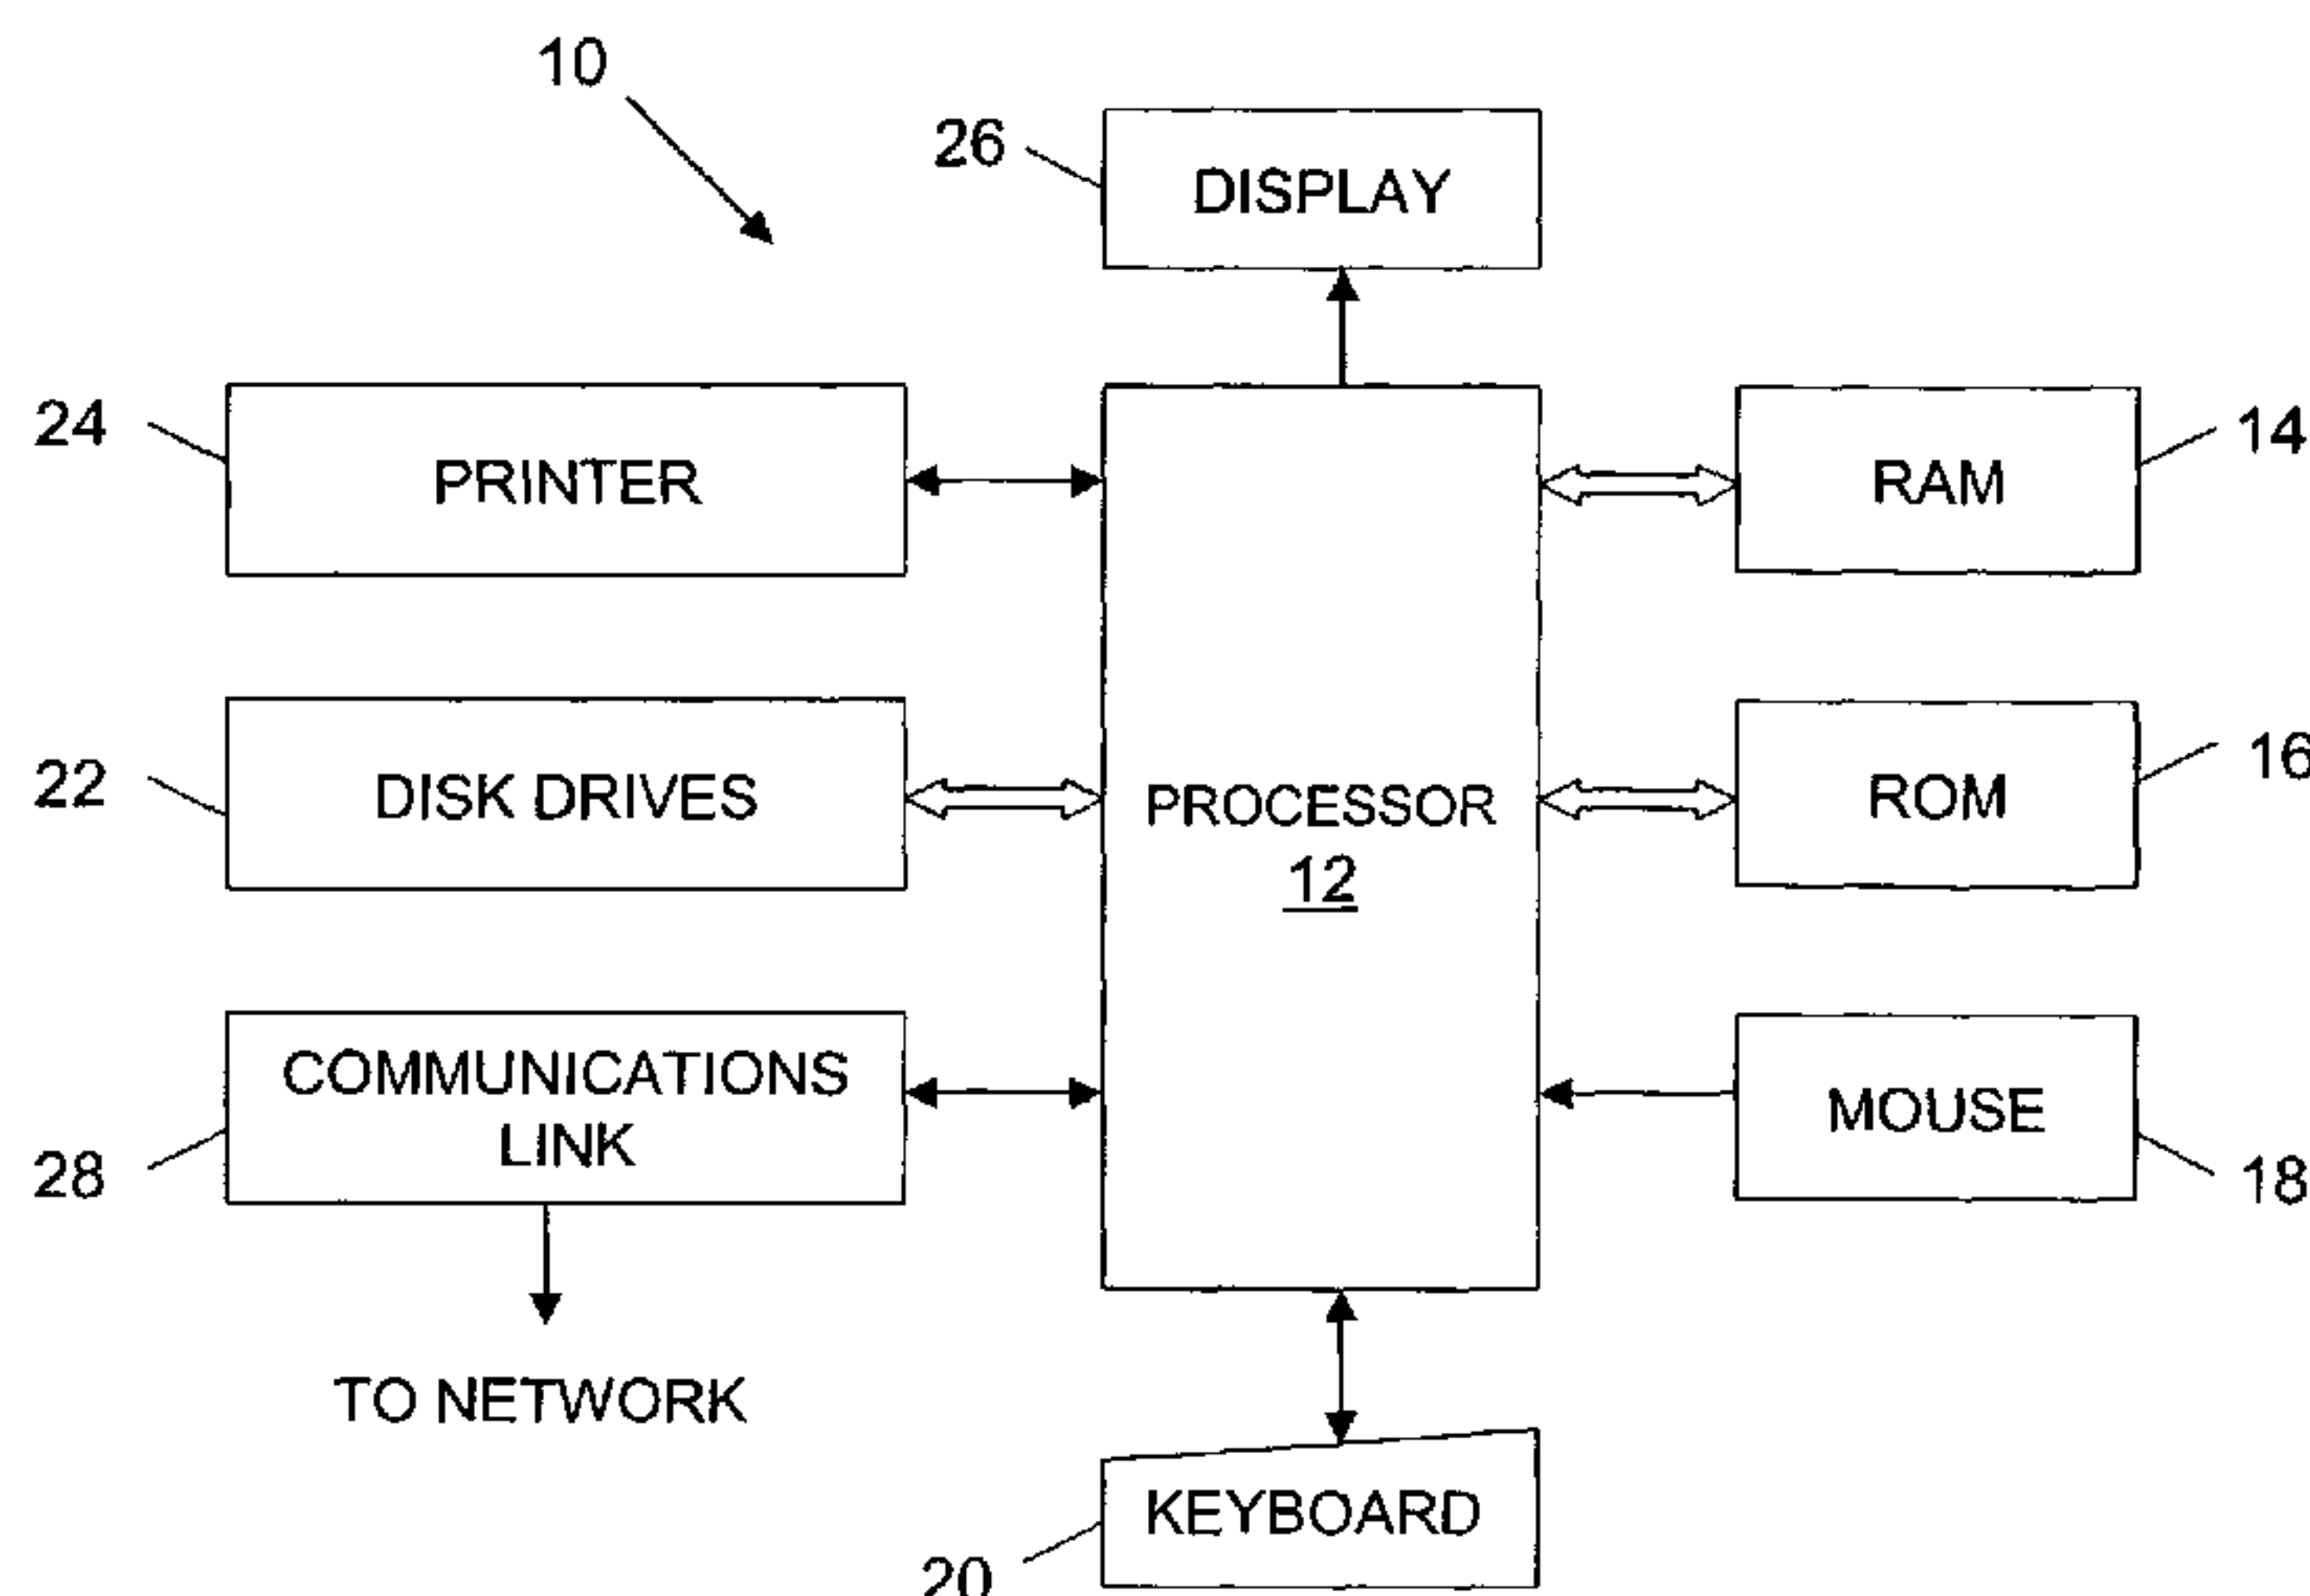 10
26
DISPLAY
24
PRINTER
RAM
14
22
DISK DRIVES
PROCESSOR
12
ROM
16
COMMUNICATIONS
LINK
28
MOUSE
18
TO NETWORK
KEYBOARD
20